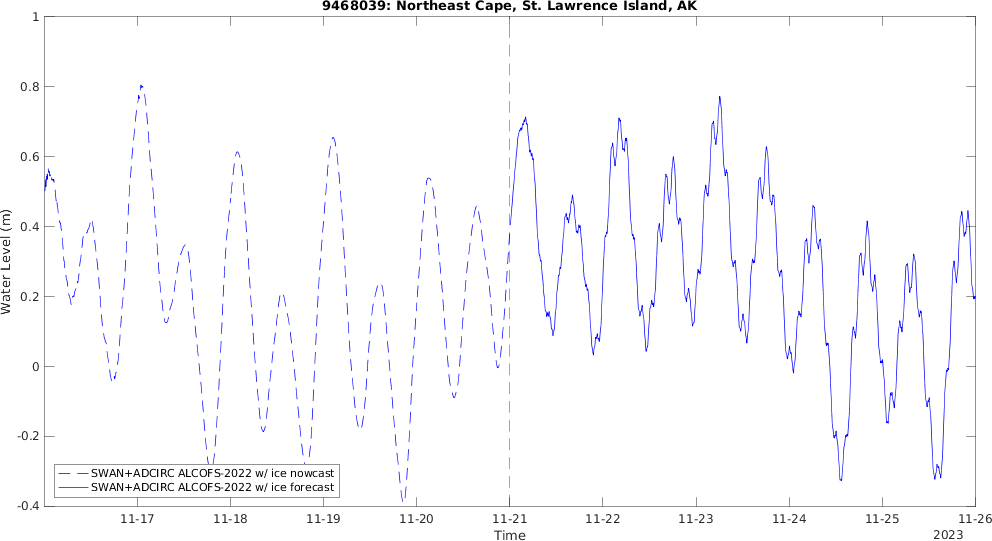 9468039: Northeast Cape, St. Lawrence Island, AK
1
0.8
0.6
0.4
0.2
0
-0.2
-0.4
Water Level (m)
SWAN+ADCIRC ALCOFS-2022 w/ ice nowcast
SWAN+ADCIRC ALCOFS-2022 w/ ice forecast
11-17 11-18 11-19 11-20 11-21 11-22 11-23 11-24 11-25 11-26
Time
2023